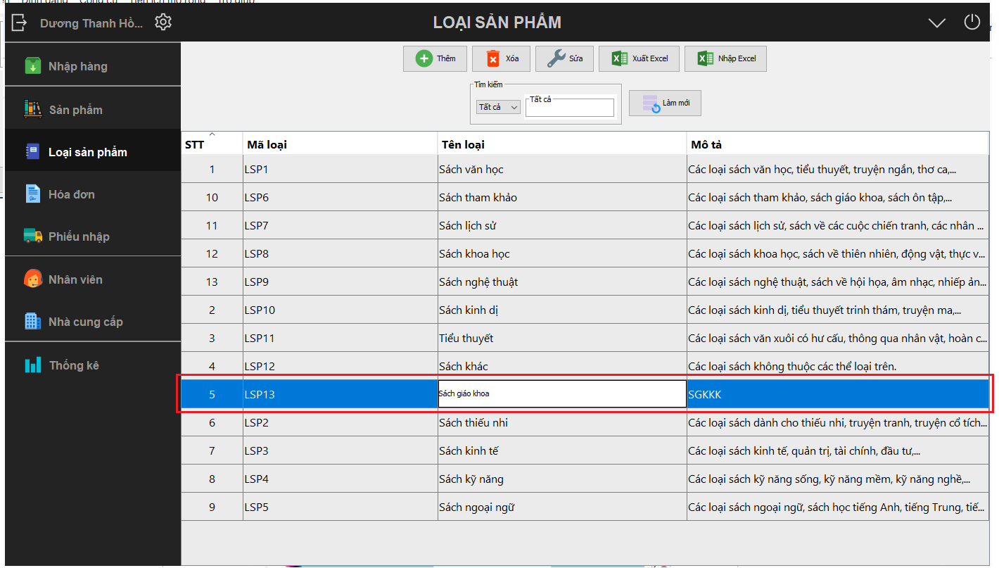 Dương Thanh Hồ...
LOẠI SẢN PHẨM
Nhập hàng
Sản phẩm
Loại sản phẩm
Hóa đơn
Phiếu nhập
Nhân viên
Nhà cung cấp
Thống kê
Thêm
Xóa
Sửa
Xuất Excel
Nhập Excel
Tìm kiếm
Tất cả
Tất cả
Làm mới
STT Mã loại Tên loại Mô tả
1 LSP1 Sách văn học Các loại sách văn học, tiểu thuyết, truyện ngắn, thơ ca,...
10 LSP6 Sách tham khảo Các loại sách tham khảo, sách giáo khoa, sách ôn tập,...
11 LSP7 Sách lịch sử Các loại sách lịch sử, sách về các cuộc chiến tranh, các nhân ...
12 LSP8 Sách khoa học Các loại sách khoa học, sách về thiên nhiên, động vật, thực v...
13 LSP9 Sách nghệ thuật Các loại sách nghệ thuật, sách về hội họa, âm nhạc, nhiếp ản...
2 LSP10 Sách kinh dị Các loại sách kinh dị, tiểu thuyết trinh thám, truyện ma,...
3 LSP11 Tiểu thuyết Các loại sách văn xuôi có hư cấu, thông qua nhân vật, hoàn c...
4 LSP12 Sách khác Các loại sách không thuộc các thể loại trên.
5 LSP13 Sách giáo khoa SGKKK
6 LSP2 Sách thiếu nhi Các loại sách dành cho thiếu nhi, truyện tranh, truyện cổ tích...
7 LSP3 Sách kinh tế Các loại sách kinh tế, quản trị, tài chính, đầu tư,...
8 LSP4 Sách kỹ năng Các loại sách kỹ năng sống, kỹ năng mềm, kỹ năng nghề,...
9 LSP5 Sách ngoại ngữ Các loại sách ngoại ngữ, sách học tiếng Anh, tiếng Trung, tiế...